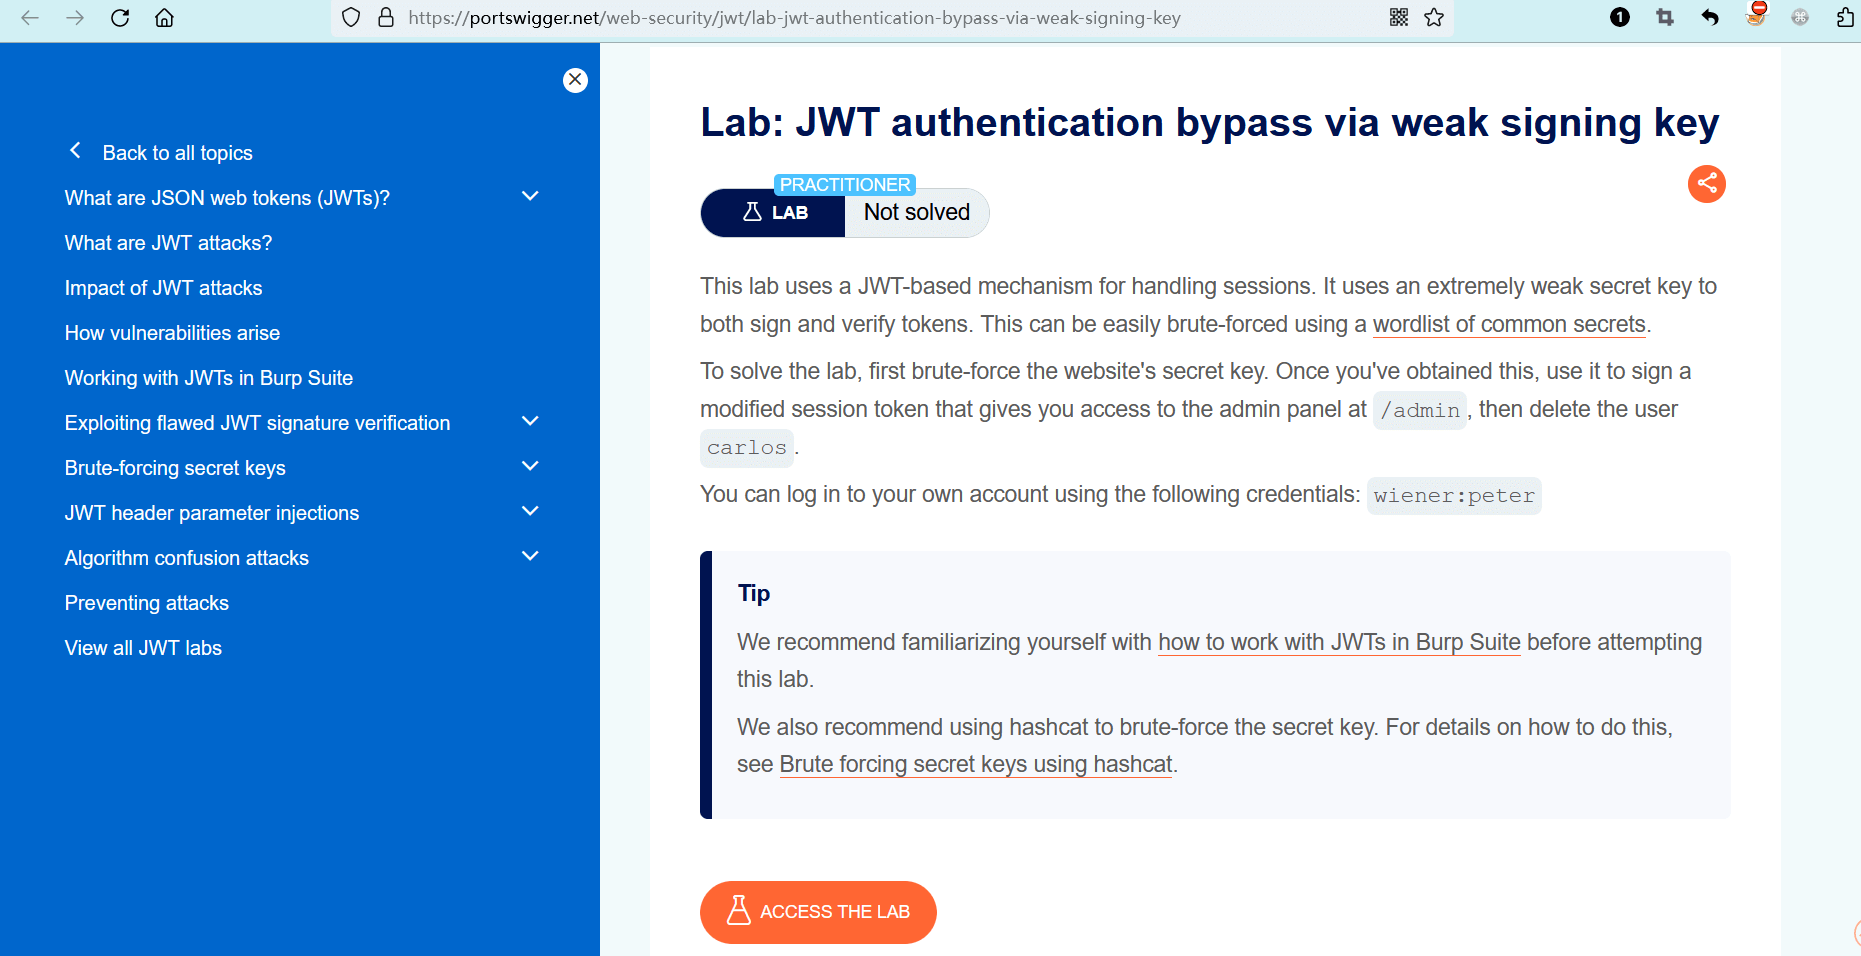 https://portswigger.net/web-security/jwt/lab-jwt-authentication-bypass-via-weak-signing-key
1
Back to all topics
What are JSON web tokens (JWTs)?
What are JWT attacks?
Impact of JWT attacks
How vulnerabilities arise
Working with JWTs in Burp Suite
Exploiting flawed JWT signature verification
Brute-forcing secret keys
JWT header parameter injections
Algorithm confusion attacks
Preventing attacks
View all JWT labs
Lab: JWT authentication bypass via weak signing key
PRACTITIONER
LAB
Not solved
This lab uses a JWT-based mechanism for handling sessions. It uses an extremely weak secret key to
both sign and verify tokens. This can be easily brute-forced using a wordlist of common secrets.
To solve the lab, first brute-force the website's secret key. Once you've obtained this, use it to sign a
modified session token that gives you access to the admin panel at /admin, then delete the user
carlos.
You can log in to your own account using the following credentials: wiener:peter
Tip
We recommend familiarizing yourself with how to work with JWTs in Burp Suite before attempting
this lab.
We also recommend using hashcat to brute-force the secret key. For details on how to do this,
see Brute forcing secret keys using hashcat.
ACCESS THE LAB